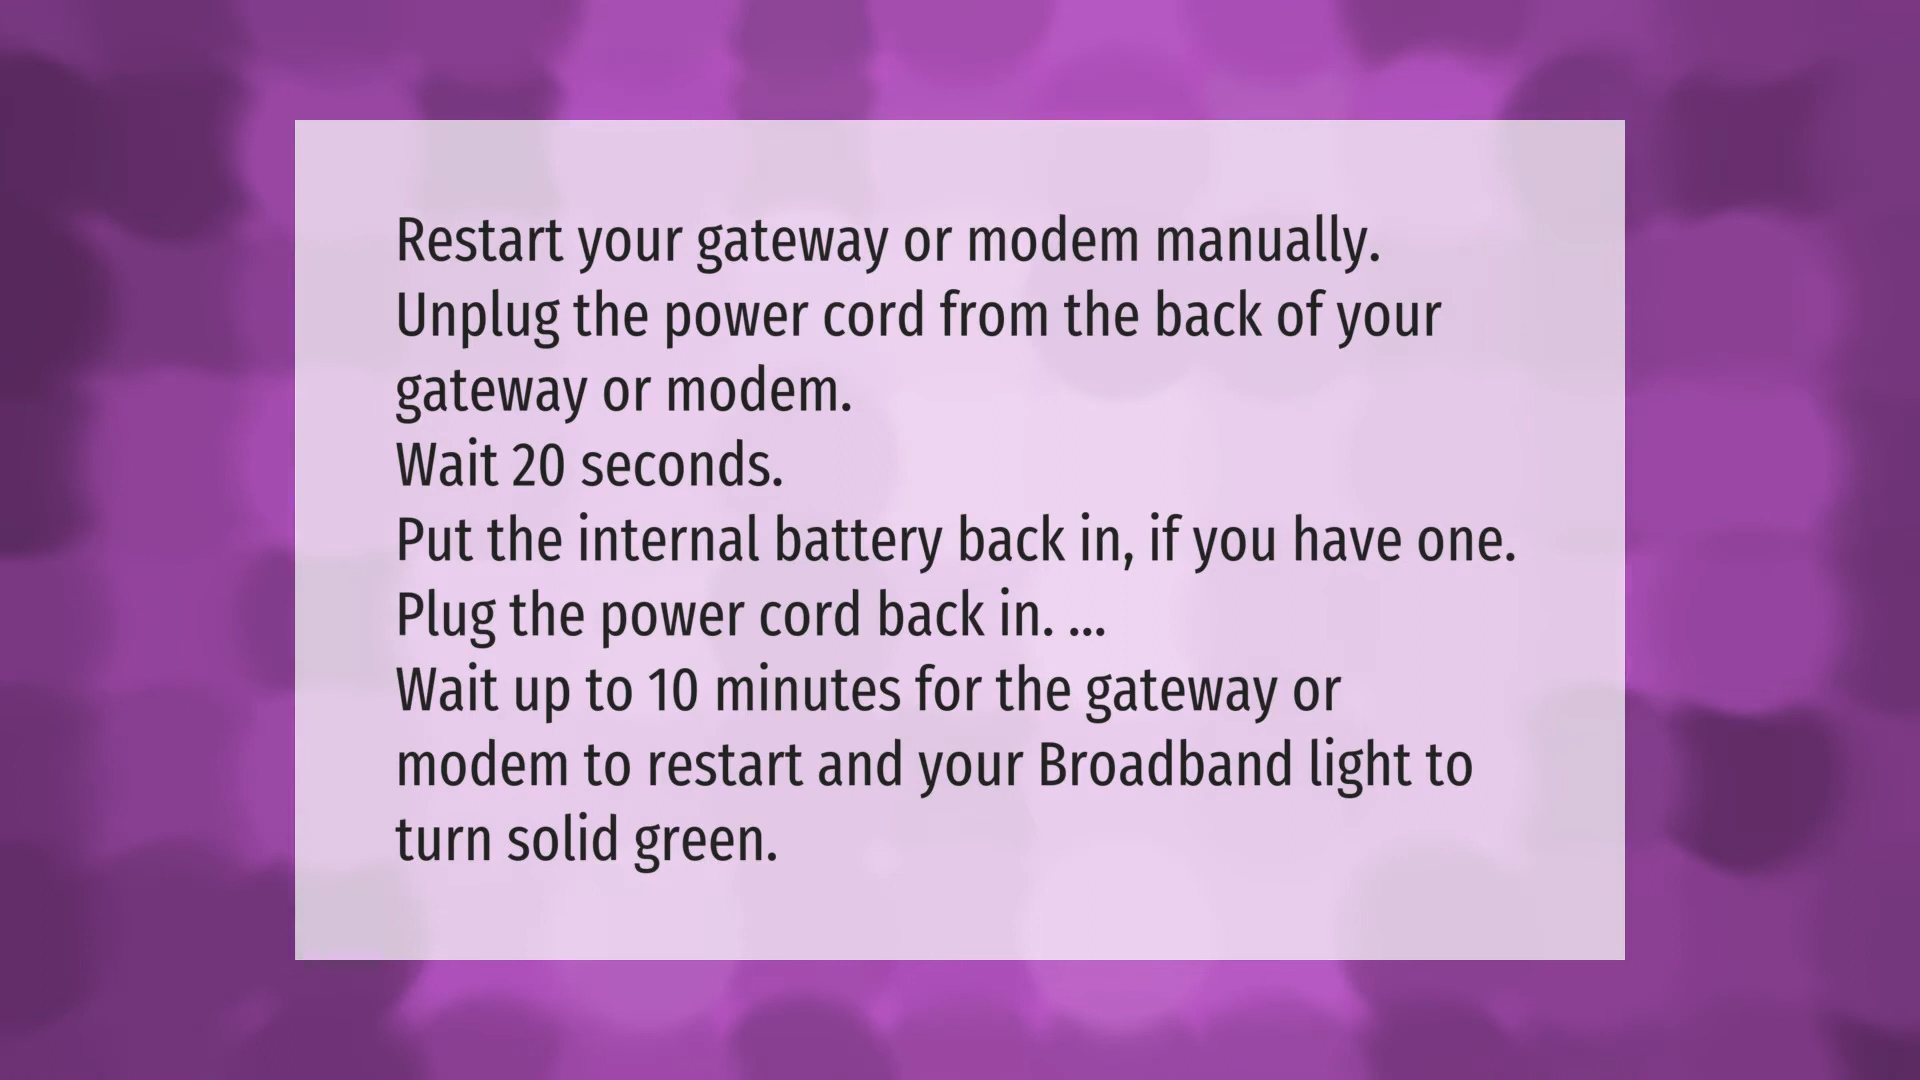 Restart your gateway or modem manually.
Unplug the power cord from the back of your
gateway or modem.
Wait 20 seconds.
Put the internal battery back in, if you have one.
Plug the power cord back in. ...
Wait up to 10 minutes for the gateway or
modem to restart and your Broadband light to
turn solid green.